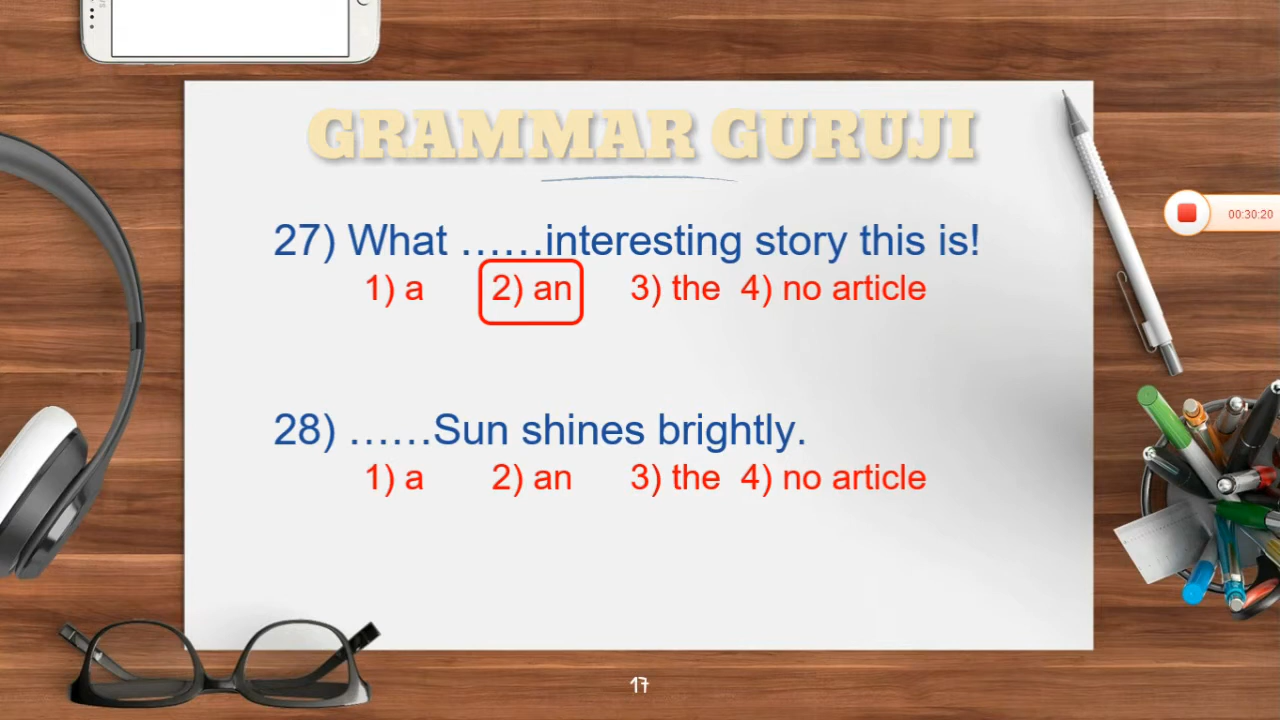 GRAMMAR GURUJI
27) What ......interesting story this is!
1) a 2) an 3) the 4) no article
00:30:20
28) ......Sun shines brightly.
1) a 2) an 3) the 4) no article
17